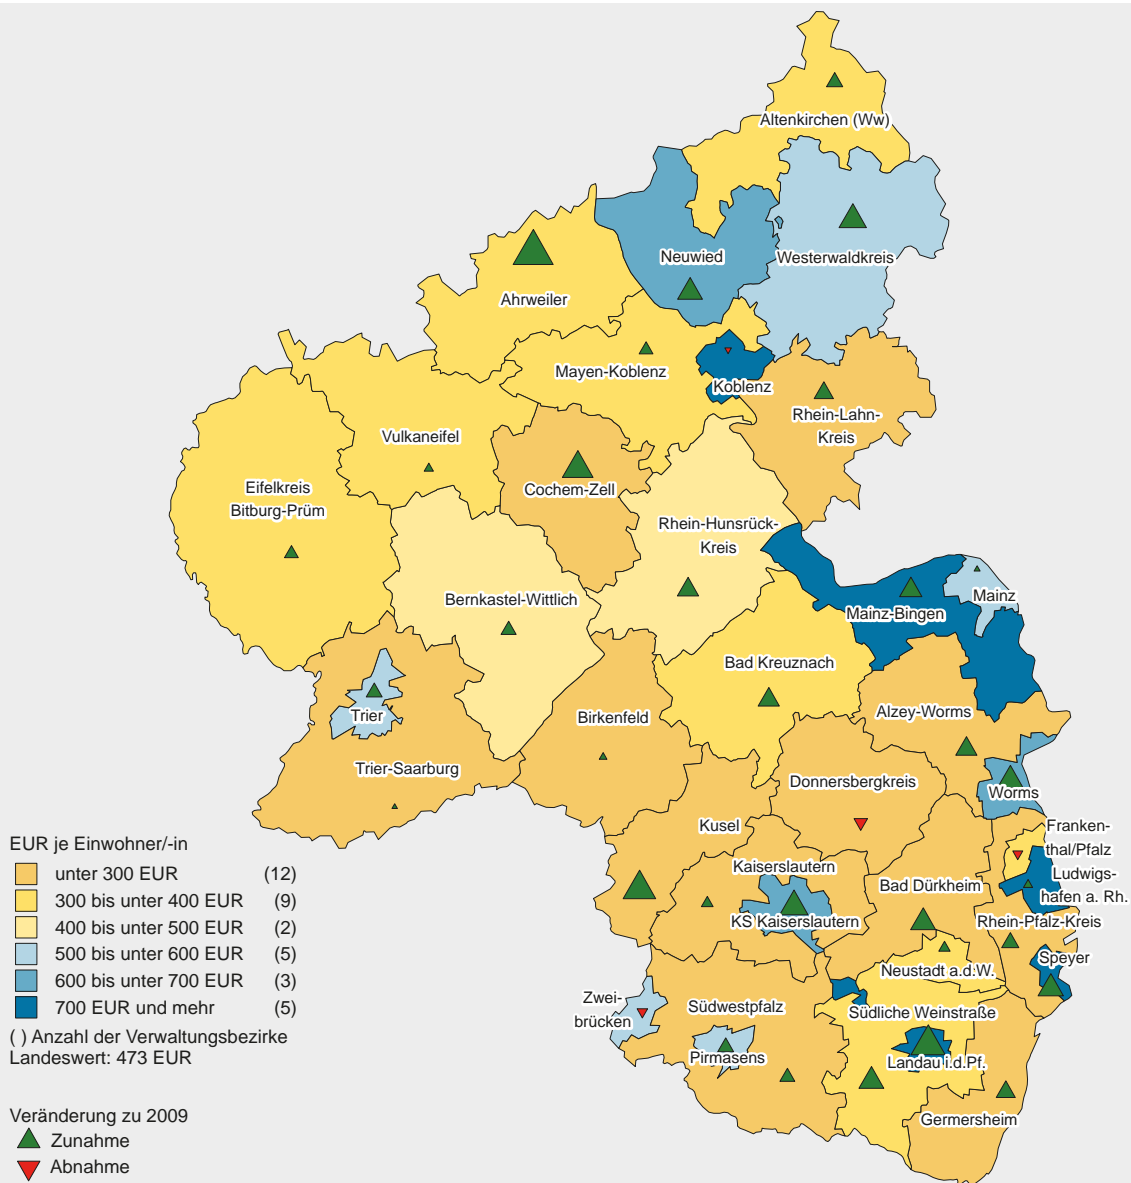 Altenkirchen (Ww)
Neuwied
Westerwaldkreis
Ahrweiler
Mayen-Koblenz
Koblenz
Rhein-Lahn-
Kreis
Vulkaneifel
Cochem-Zell
Eifelkreis
Bitburg-Prüm
Rhein-Hunsrück-
Kreis
Bernkastel-Wittlich
Mainz-Bingen
Mainz
Bad Kreuznach
Trier
Birkenfeld
Alzey-Worms
Trier-Saarburg
Donnersbergkreis
Worms
Kusel
Franken-
thal/Pfalz
Ludwigs-
hafen a. Rh.
Kaiserslautern
KS Kaiserslautern
Bad Dürkheim
Rhein-Pfalz-Kreis
Speyer
Neustadt a.d.W.
Zwei-
brücken
Südwestpfalz
Südliche Weinstraße
Pirmasens
Landau i.d.Pf.
Germersheim
EUR je Einwohner/-in
unter 300 EUR (12)
300 bis unter 400 EUR (9)
400 bis unter 500 EUR (2)
500 bis unter 600 EUR (5)
600 bis unter 700 EUR (3)
700 EUR und mehr (5)
( ) Anzahl der Verwaltungsbezirke
Landeswert: 473 EUR
Veränderung zu 2009
Zunahme
Abnahme